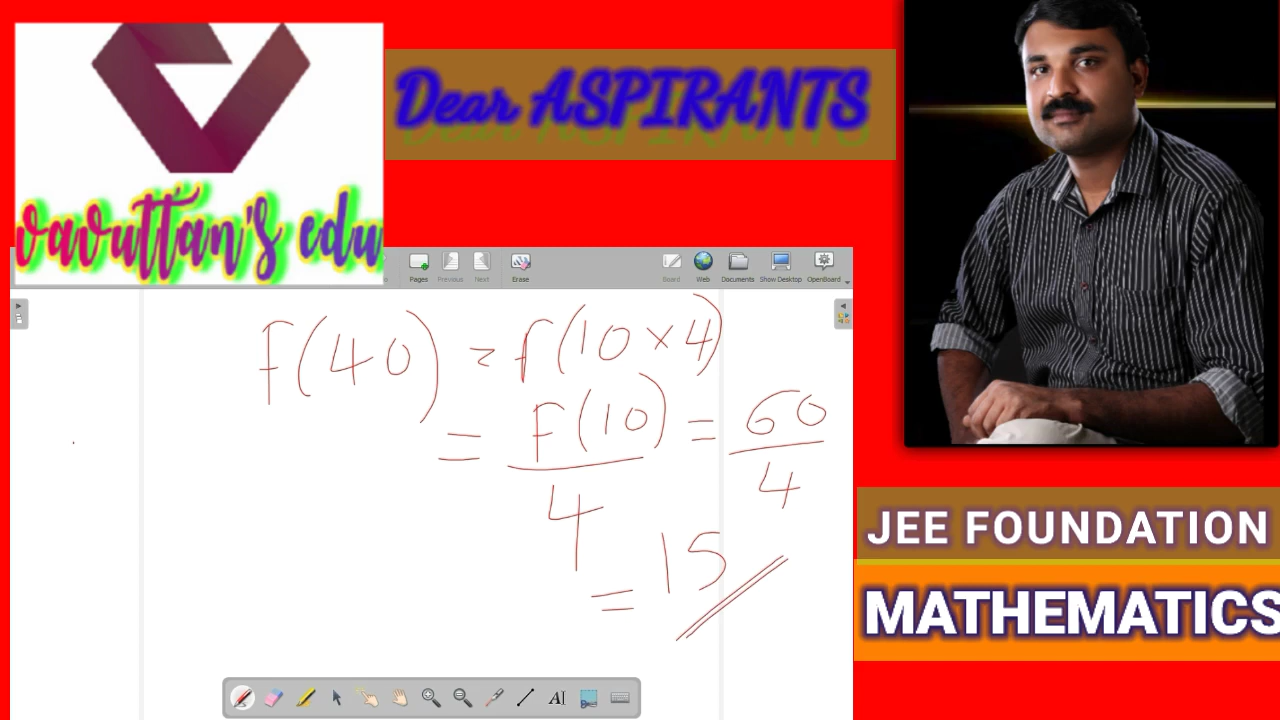 Dear ASPIRANTS
vavuttan's edu
Pages Previous Next Erase Board Web Documents Show Desktop OpenBoard
f(40) = f(10×4)
= f(10)/4 = 60/4
= 15
JEE FOUNDATION
MATHEMATICS